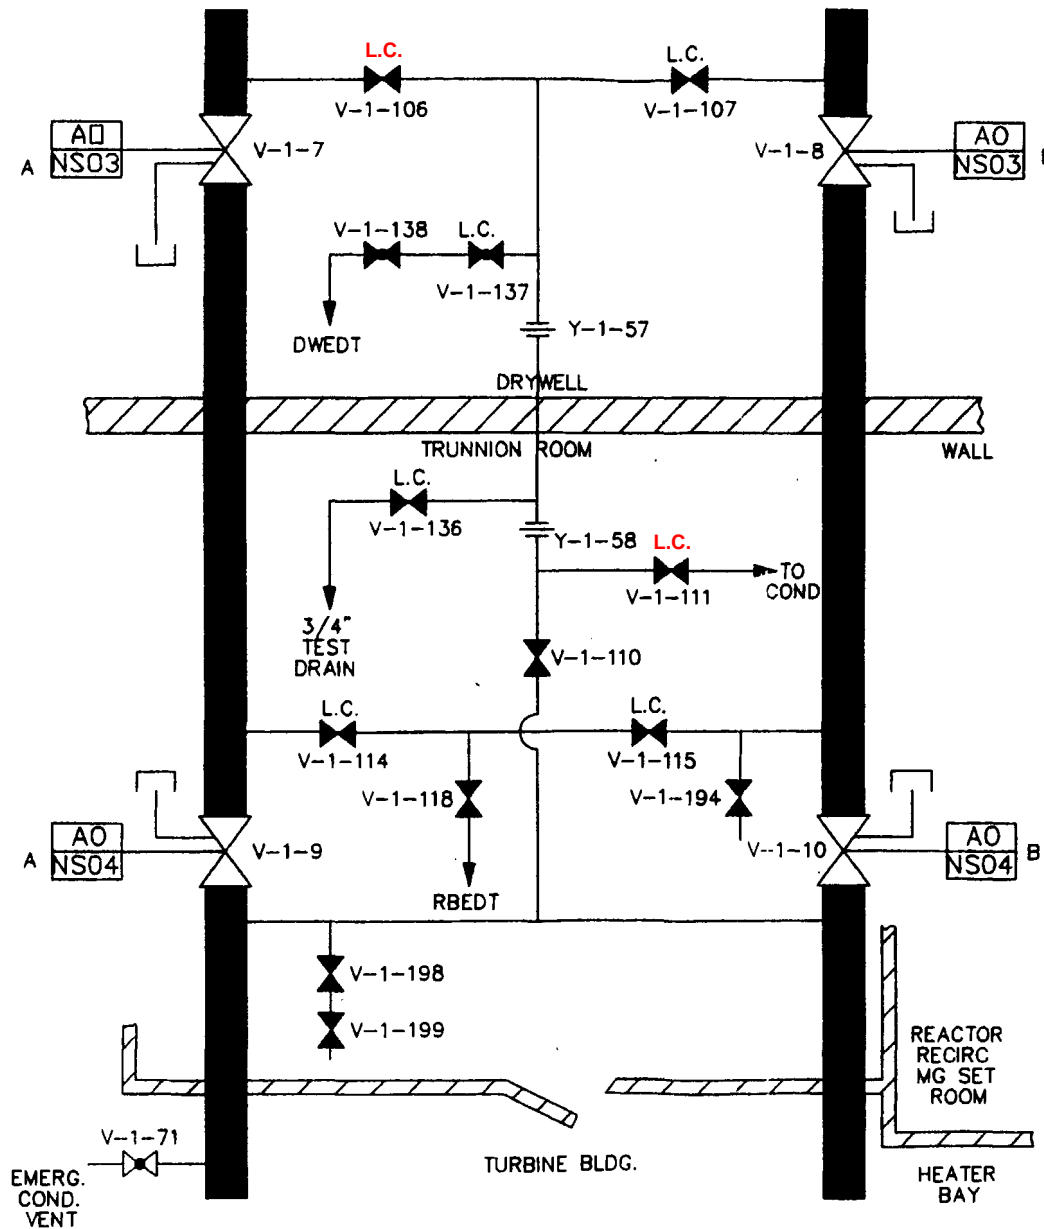 L.C.
L.C.
V-1-106
V-1-107
AO
NS03
A
V-1-7
V-1-8
AO
NS03
V-1-138
L.C.
V-1-137
DWEDT
Y-1-57
DRYWELL
TRUNNION ROOM
WALL
L.C.
V-1-136
Y-1-58
L.C.
V-1-111
TO
COND
3/4"
TEST
DRAIN
V-1-110
L.C.
V-1-114
L.C.
V-1-115
V-1-118
V-1-194
AO
NS04
A
V-1-9
V--1-10
AO
NS04
B
RBEDT
V-1-198
V-1-199
REACTOR
RECIRC
MG SET
ROOM
V-1-71
EMERG.
COND.
VENT
TURBINE BLDG.
HEATER
BAY